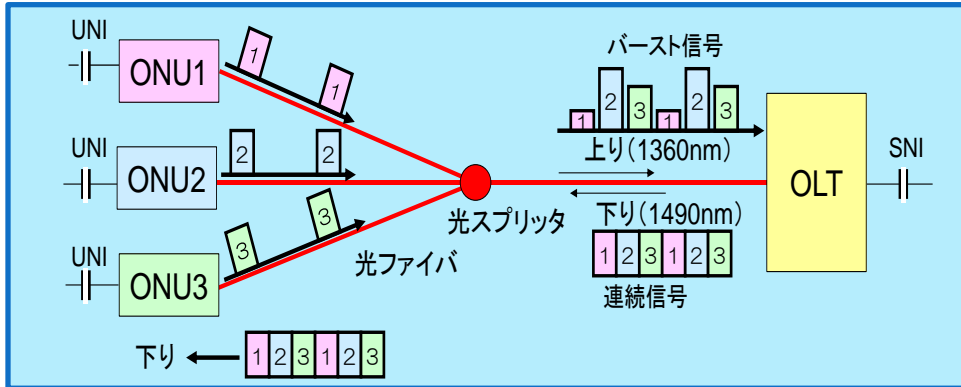 UNI
ONU1
1
1
UNI
ONU2
2
2
UNI
ONU3
3
3
光ファイバ
光スプリッタ
バースト信号
1 2 3 1 2 3
上り(1360nm)
下り(1490nm)
1 2 3 1 2 3
連続信号
OLT
SNI
下り
1 2 3 1 2 3